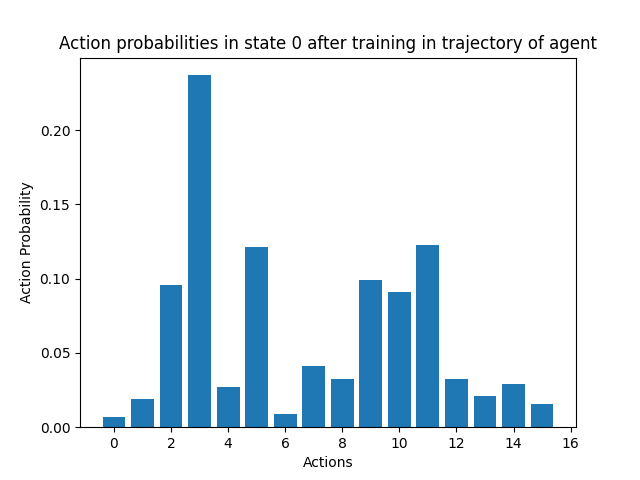 Action probabilities in state 0 after training in trajectory of agent
Action Probability
0.20
0.15
0.10
0.05
0.00
0 2 4 6 8 10 12 14 16
Actions